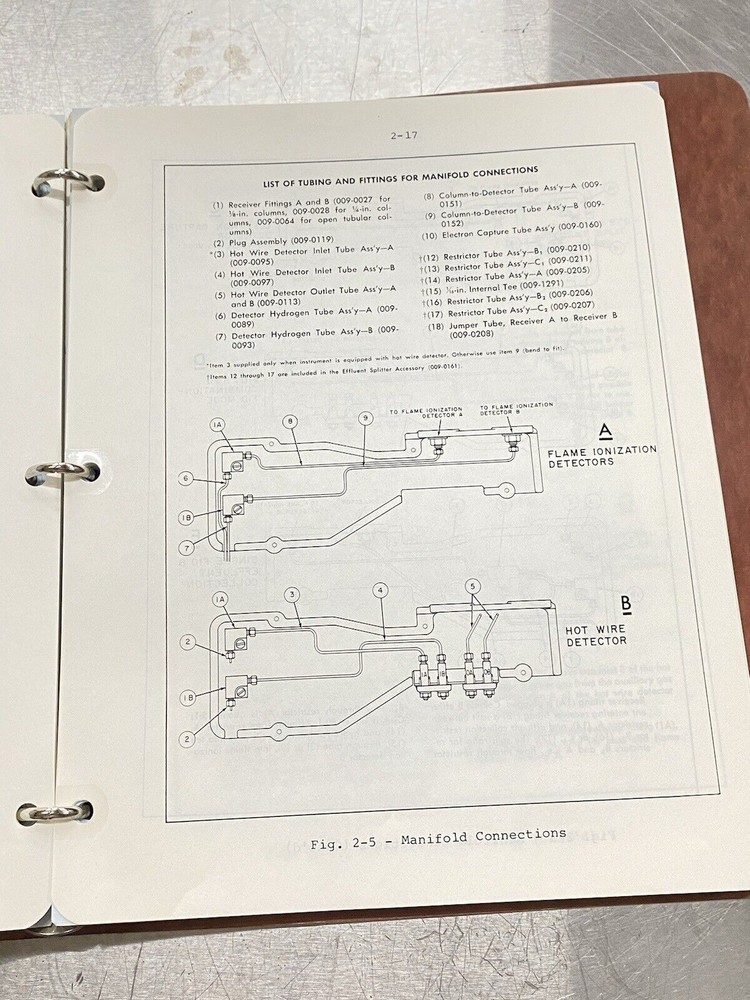 2-17
LIST OF TUBING AND FITTINGS FOR MANIFOLD CONNECTIONS
(1) Receiver Fittings A and B (009-0027 for
⅛-in. columns, 009-0028 for ¼-in. col-
umns, 009-0064 for open tubular col-
umns)
(2) Plug Assembly (009-0119)
*(3) Hot Wire Detector Inlet Tube Ass'y—A
(009-0095)
(4) Hot Wire Detector Inlet Tube Ass'y—B
(009-0097)
(5) Hot Wire Detector Outlet Tube Ass'y—A
and B (009-0113)
(6) Detector Hydrogen Tube Ass'y—A (009-
0089)
(7) Detector Hydrogen Tube Ass'y—B (009-
0093)
(8) Column-to-Detector Tube Ass'y—A (009-
0151)
(9) Column-to-Detector Tube Ass'y—B (009-
0152)
(10) Electron Capture Tube Ass'y (009-0160)
†(12) Restrictor Tube Ass'y—B₁ (009-0210)
†(13) Restrictor Tube Ass'y—C₁ (009-0211)
†(14) Restrictor Tube Ass'y—A (009-0205)
†(15) 1/16-in. Internal Tee (009-1291)
†(16) Restrictor Tube Ass'y—B₂ (009-0206)
†(17) Restrictor Tube Ass'y—C₂ (009-0207)
(18) Jumper Tube, Receiver A to Receiver B
(009-0208)
*Item 3 supplied only when instrument is equipped with hot wire detector. Otherwise use item 9 (bend to fit).
†Items 12 through 17 are included in the Effluent Splitter Accessory (009-0161).
TO FLAME IONIZATION
DETECTOR A
TO FLAME IONIZATION
DETECTOR B
1A
8
9
A
FLAME IONIZATION
DETECTORS
6
1B
7
1A
3
4
5
B
HOT WIRE
DETECTOR
2
1B
2
Fig. 2-5 - Manifold Connections